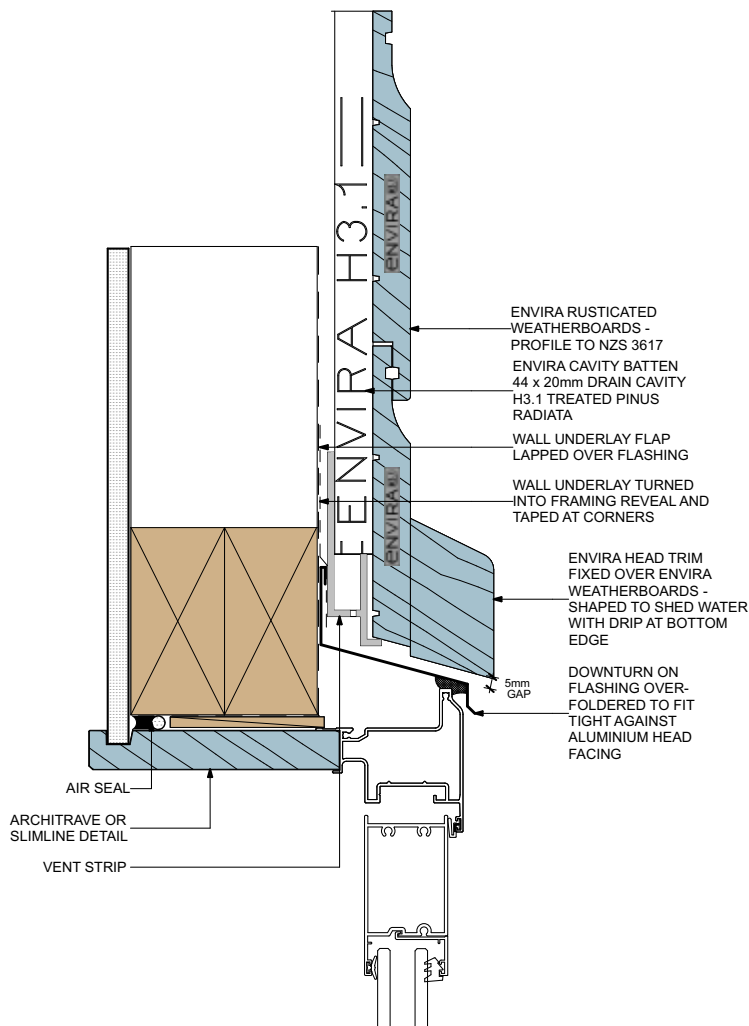 ENVIRA H3.1
ENVIRA
ENVIRA
ENVIRA RUSTICATED
WEATHERBOARDS -
PROFILE TO NZS 3617
ENVIRA CAVITY BATTEN
44 x 20mm DRAIN CAVITY
H3.1 TREATED PINUS
RADIATA
WALL UNDERLAY FLAP
LAPPED OVER FLASHING
WALL UNDERLAY TURNED
INTO FRAMING REVEAL AND
TAPED AT CORNERS
ENVIRA HEAD TRIM
FIXED OVER ENVIRA
WEATHERBOARDS -
SHAPED TO SHED WATER
WITH DRIP AT BOTTOM
EDGE
5mm
GAP
DOWNTURN ON
FLASHING OVER-
FOLDERED TO FIT
TIGHT AGAINST
ALUMINIUM HEAD
FACING
AIR SEAL
ARCHITRAVE OR
SLIMLINE DETAIL
VENT STRIP